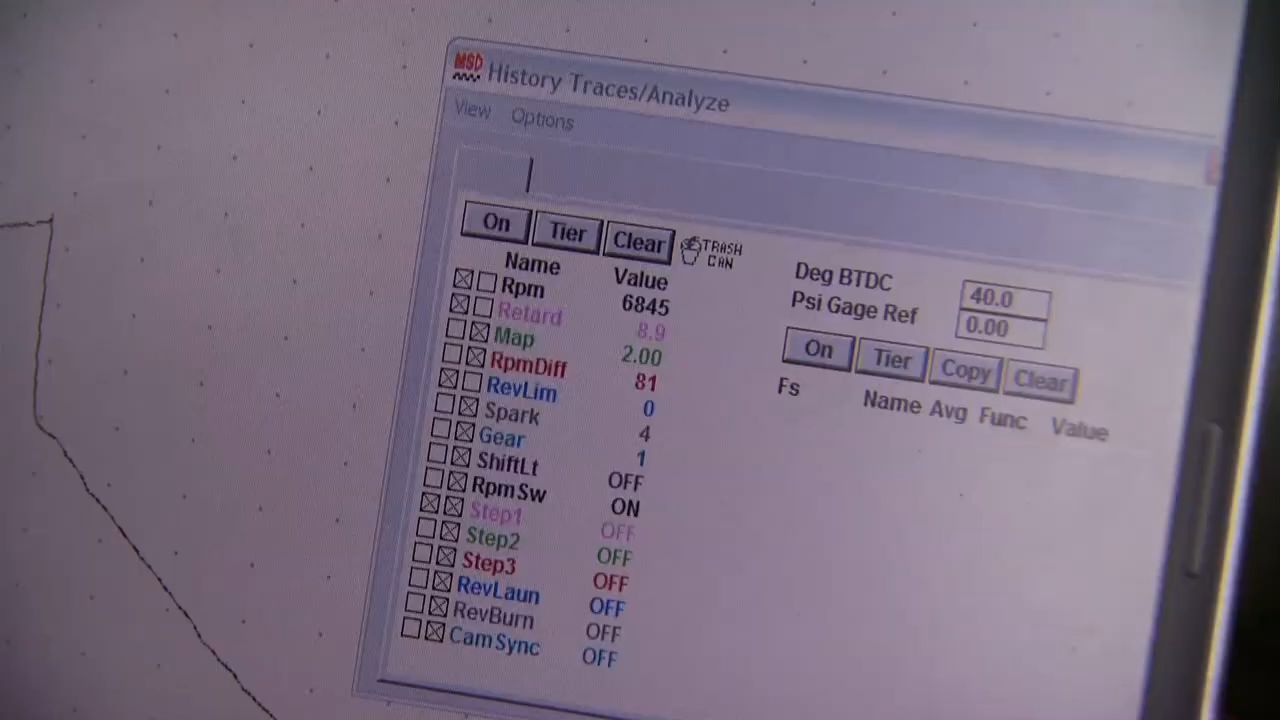 MSD History Traces/Analyze
View Options
On Tier Clear TRASH CAN
Name Value
Rpm 6845
Retard 8.9
Map 2.00
RpmDiff 81
RevLim 0
Spark 4
Gear 1
ShiftLt OFF
RpmSw ON
Step1 OFF
Step2 OFF
Step3 OFF
RevLaun OFF
RevBurn OFF
CamSync OFF
Deg BTDC 40.0
Psi Gage Ref 0.00
On Tier Copy Clear
Fs Name Avg Func Value